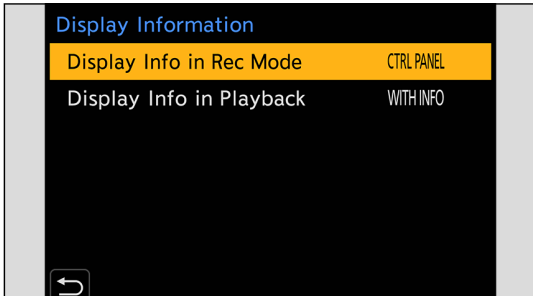 Display Information
Display Info in Rec Mode CTRL PANEL
Display Info in Playback WITH INFO